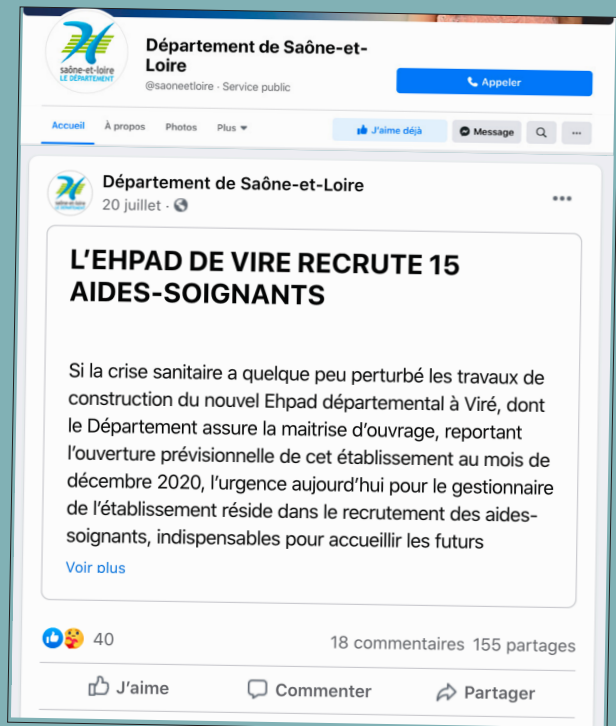 saône-et-loire
LE DÉPARTEMENT
Département de Saône-et-
Loire
@saoneetloire · Service public
Appeler
Accueil
À propos
Photos
Plus
J'aime déjà
Message
Département de Saône-et-Loire
20 juillet ·
L'EHPAD DE VIRE RECRUTE 15
AIDES-SOIGNANTS
Si la crise sanitaire a quelque peu perturbé les travaux de
construction du nouvel Ehpad départemental à Viré, dont
le Département assure la maitrise d'ouvrage, reportant
l'ouverture prévisionnelle de cet établissement au mois de
décembre 2020, l'urgence aujourd'hui pour le gestionnaire
de l'établissement réside dans le recrutement des aides-
soignants, indispensables pour accueillir les futurs
Voir plus
40
18 commentaires 155 partages
J'aime
Commenter
Partager